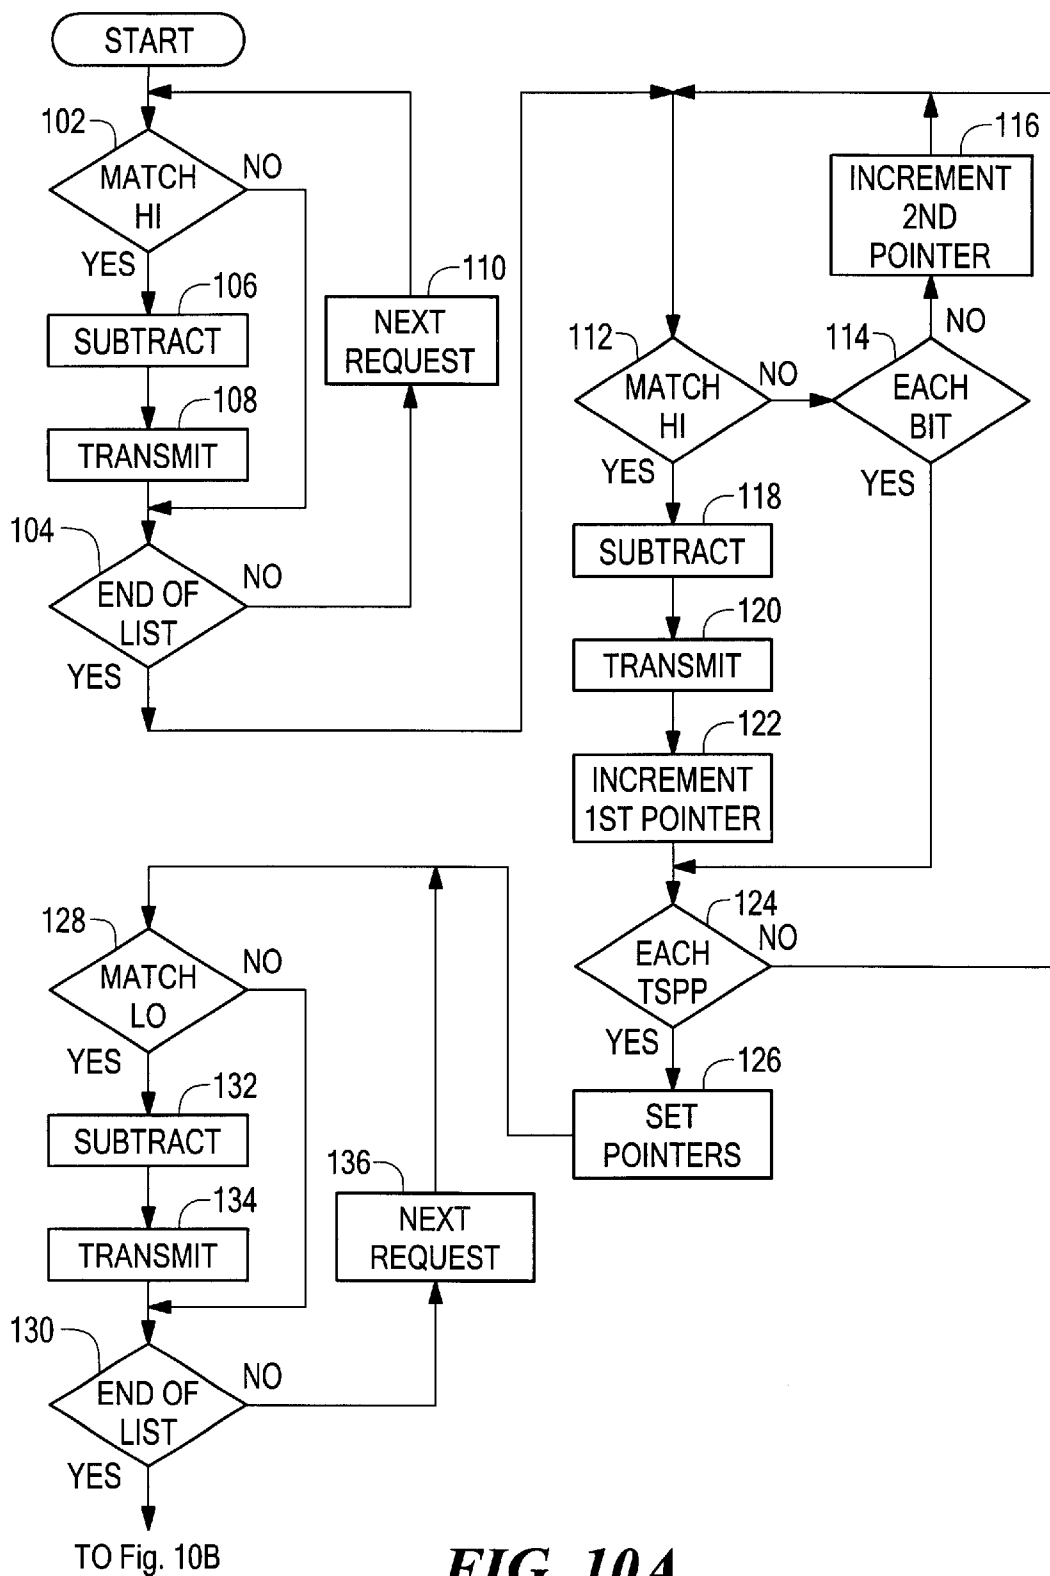 START
102
MATCH
HI
NO
YES
106
SUBTRACT
108
TRANSMIT
104
END OF
LIST
NO
YES
110
NEXT
REQUEST
112
MATCH
HI
NO
YES
114
EACH
BIT
NO
YES
116
INCREMENT
2ND
POINTER
118
SUBTRACT
120
TRANSMIT
122
INCREMENT
1ST POINTER
124
EACH
TSPP
NO
YES
126
SET
POINTERS
128
MATCH
LO
NO
YES
132
SUBTRACT
134
TRANSMIT
136
NEXT
REQUEST
130
END OF
LIST
NO
YES
TO Fig. 10B
FIG. 10A